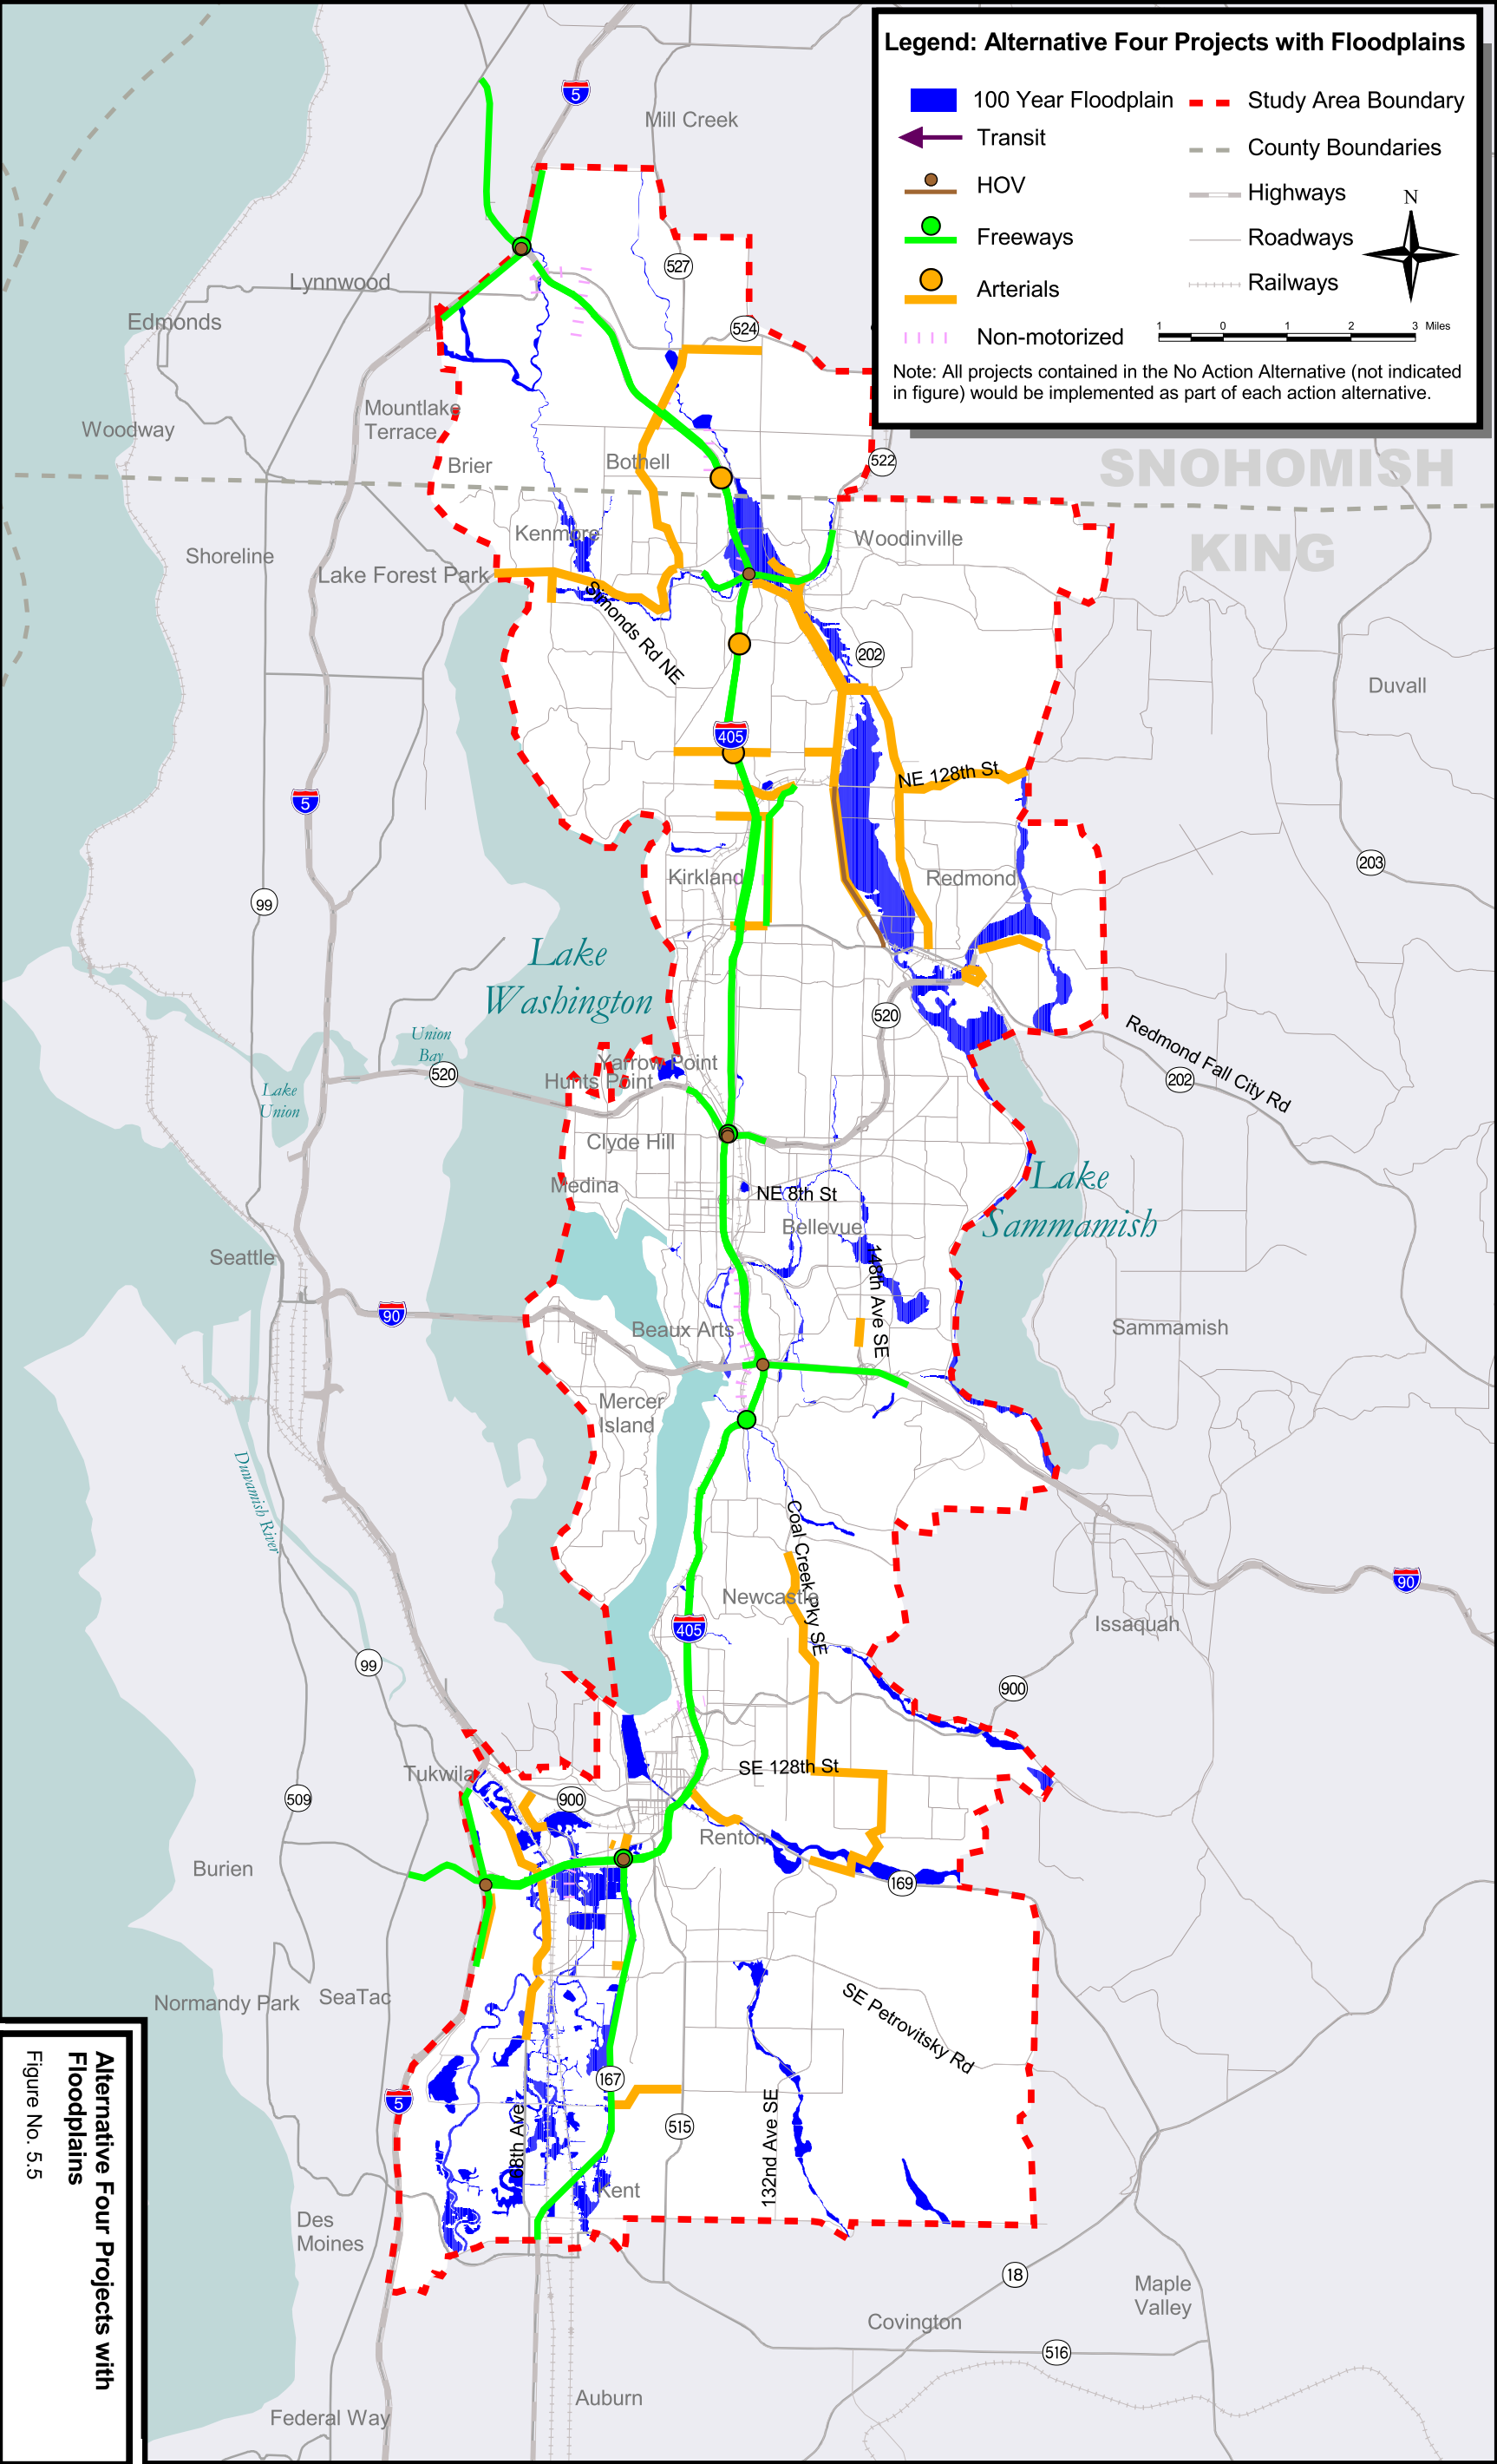 Legend: Alternative Four Projects with Floodplains
100 Year Floodplain
Transit
HOV
Freeways
Arterials
Non-motorized
Study Area Boundary
County Boundaries
Highways
Roadways
Railways
N
1 0 1 2 3 Miles
Note: All projects contained in the No Action Alternative (not indicated
in figure) would be implemented as part of each action alternative.
5
Mill Creek
527
Lynnwood
Edmonds
524
Mountlake
Terrace
Woodway
Brier
Bothell
522
SNOHOMISH
KING
Kenmore
Woodinville
Shoreline
Lake Forest Park
Simonds Rd NE
202
Duvall
405
NE 128th St
5
203
Kirkland
Redmond
99
Lake
Washington
520
Union
Bay
520
Lake
Union
Yarrow Point
Hunts Point
Redmond Fall City Rd
202
Clyde Hill
Medina
NE 8th St
Bellevue
Lake
Sammamish
Seattle
148th Ave SE
90
Beaux Arts
Sammamish
Mercer
Island
Duwamish River
Coal Creek Pky SE
Newcastle
90
405
Issaquah
99
900
SE 128th St
Tukwila
509
900
Renton
Burien
169
Normandy Park
SeaTac
SE Petrovitsky Rd
167
5
515
68th Ave
132nd Ave SE
Kent
Des
Moines
18
Maple
Valley
Covington
516
Auburn
Federal Way
Alternative Four Projects with
Floodplains
Figure No. 5.5